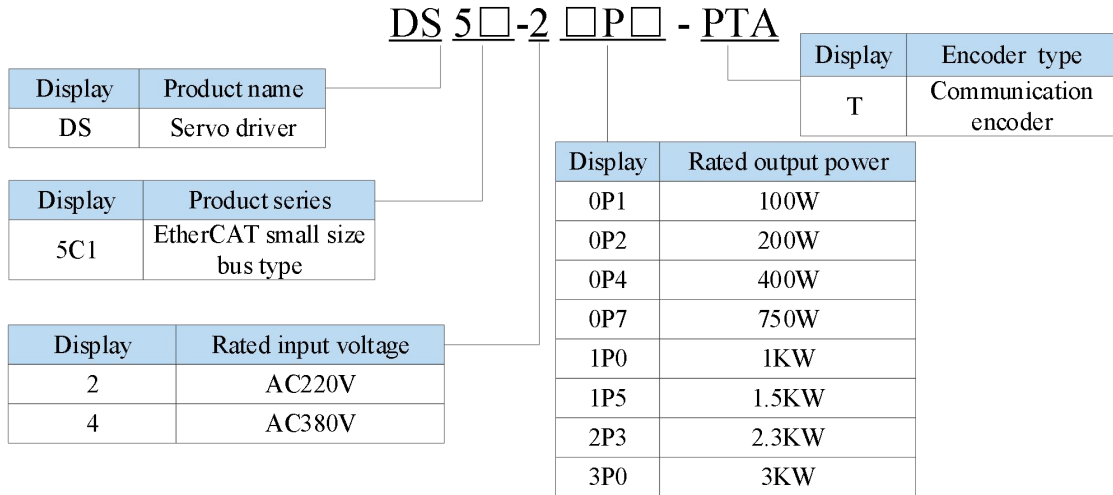 DS 5□-2 □P□ - PTA
Display Encoder type
T Communication
encoder
Display Product name
DS Servo driver
Display Product series
5C1 EtherCAT small size
bus type
Display Rated input voltage
2 AC220V
4 AC380V
Display Rated output power
0P1 100W
0P2 200W
0P4 400W
0P7 750W
1P0 1KW
1P5 1.5KW
2P3 2.3KW
3P0 3KW